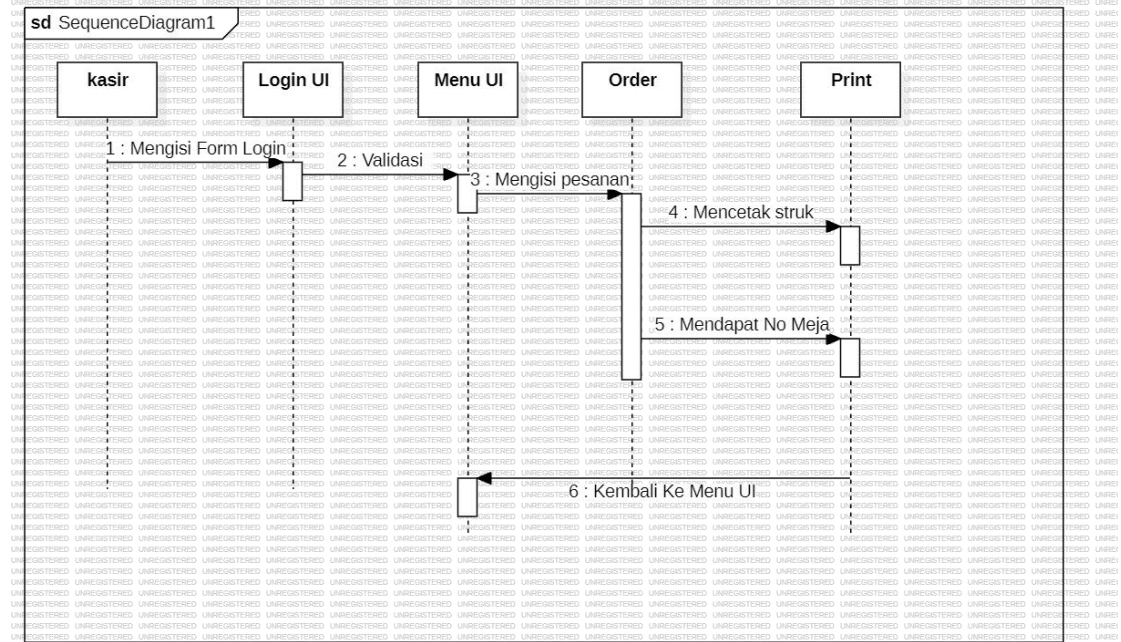 sd SequenceDiagram1
kasir
Login UI
Menu UI
Order
Print
1 : Mengisi Form Login
2 : Validasi
3 : Mengisi pesanan
4 : Mencetak struk
5 : Mendapat No Meja
6 : Kembali Ke Menu UI
UNREGISTERED